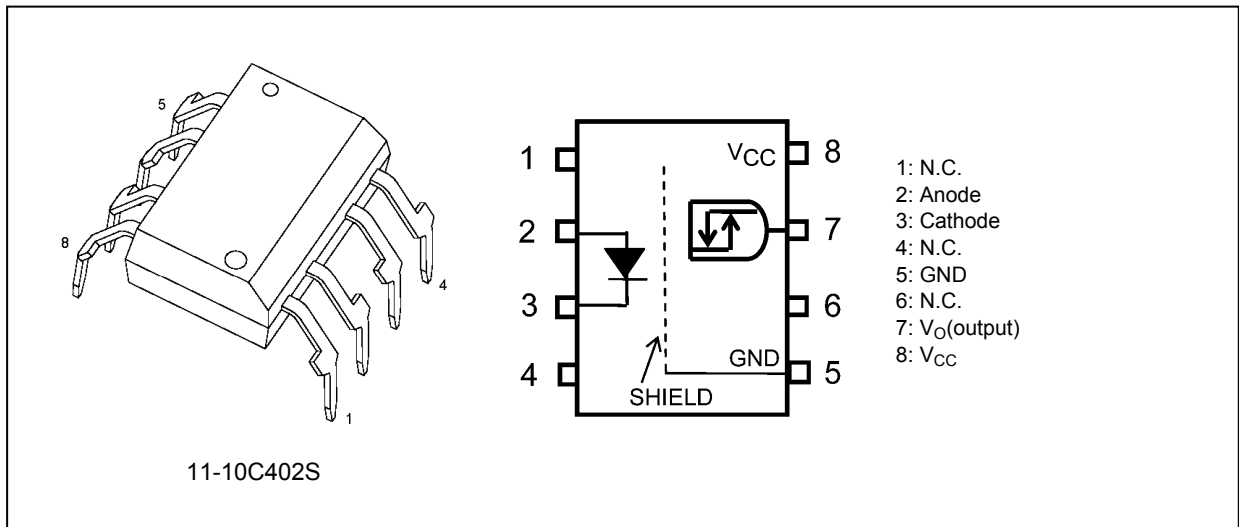 5
8
4
1
11-10C402S
1
2
3
4
VCC
8
7
6
GND
5
SHIELD
1: N.C.
2: Anode
3: Cathode
4: N.C.
5: GND
6: N.C.
7: VO(output)
8: VCC